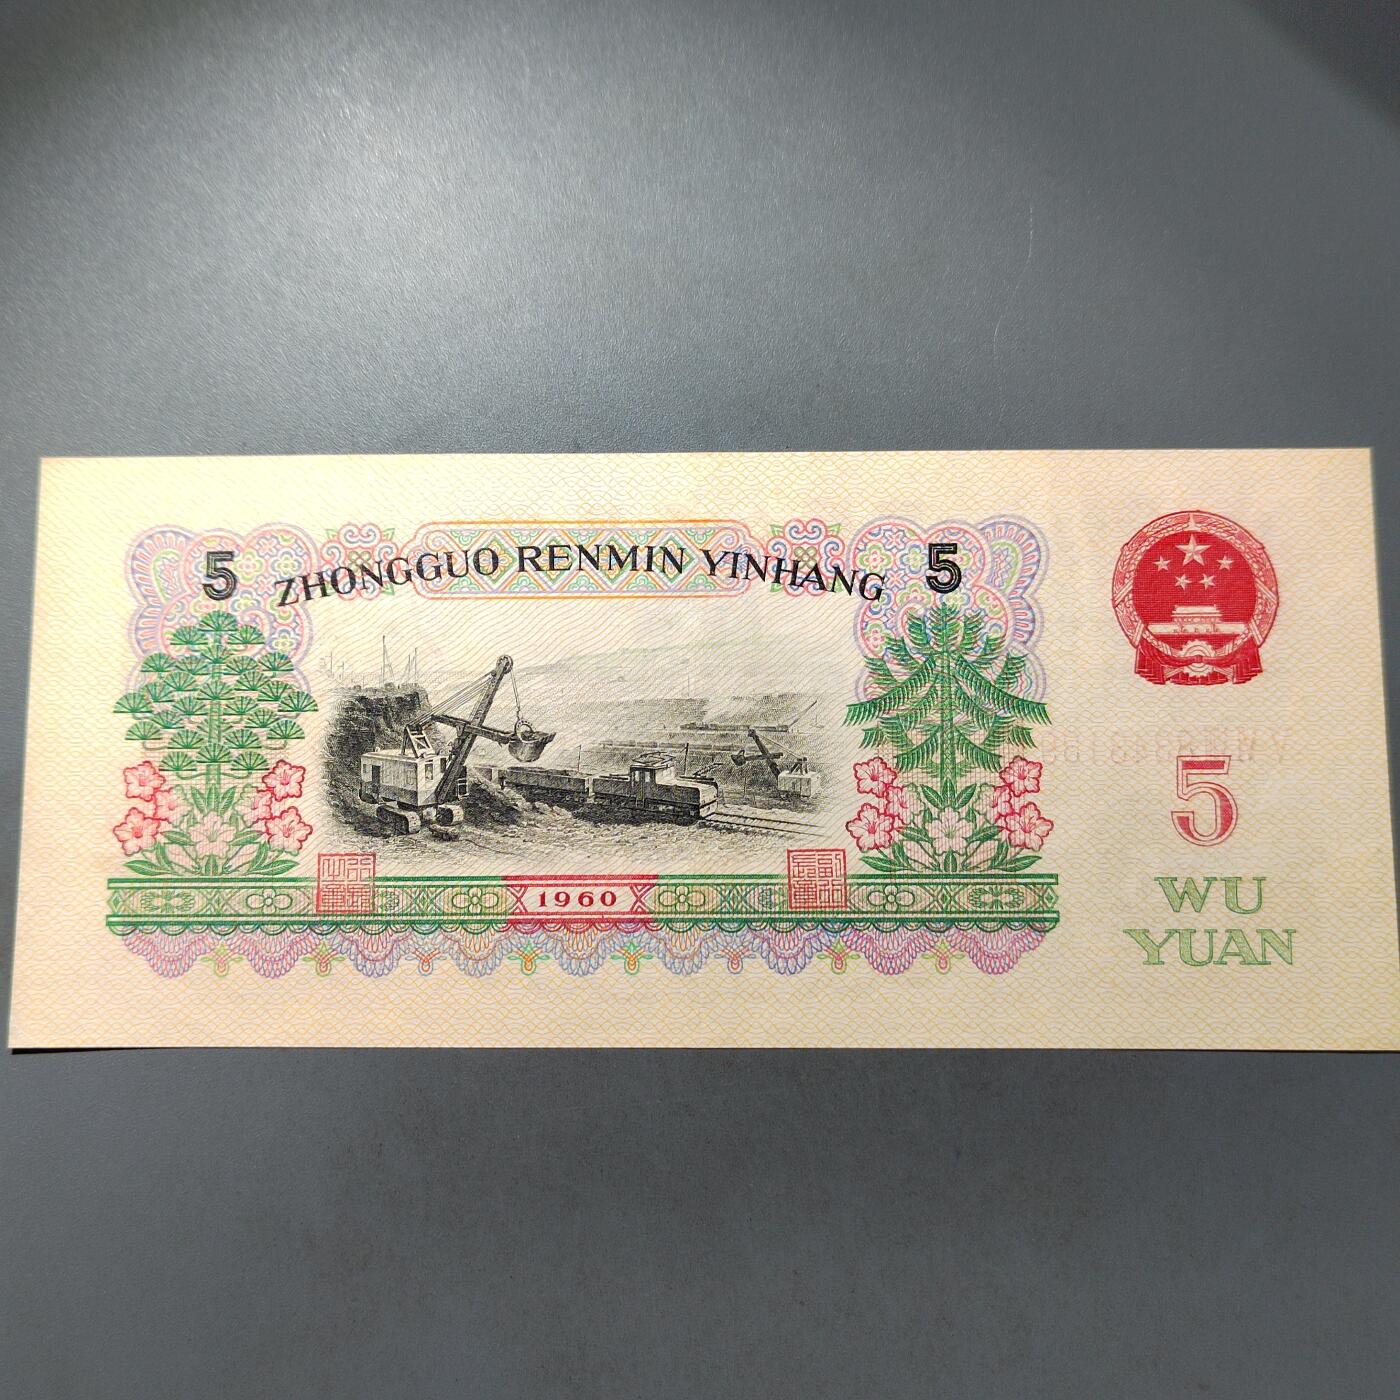 5 ZHONGGUO RENMIN YINHANG 5
1960
5
WU
YUAN